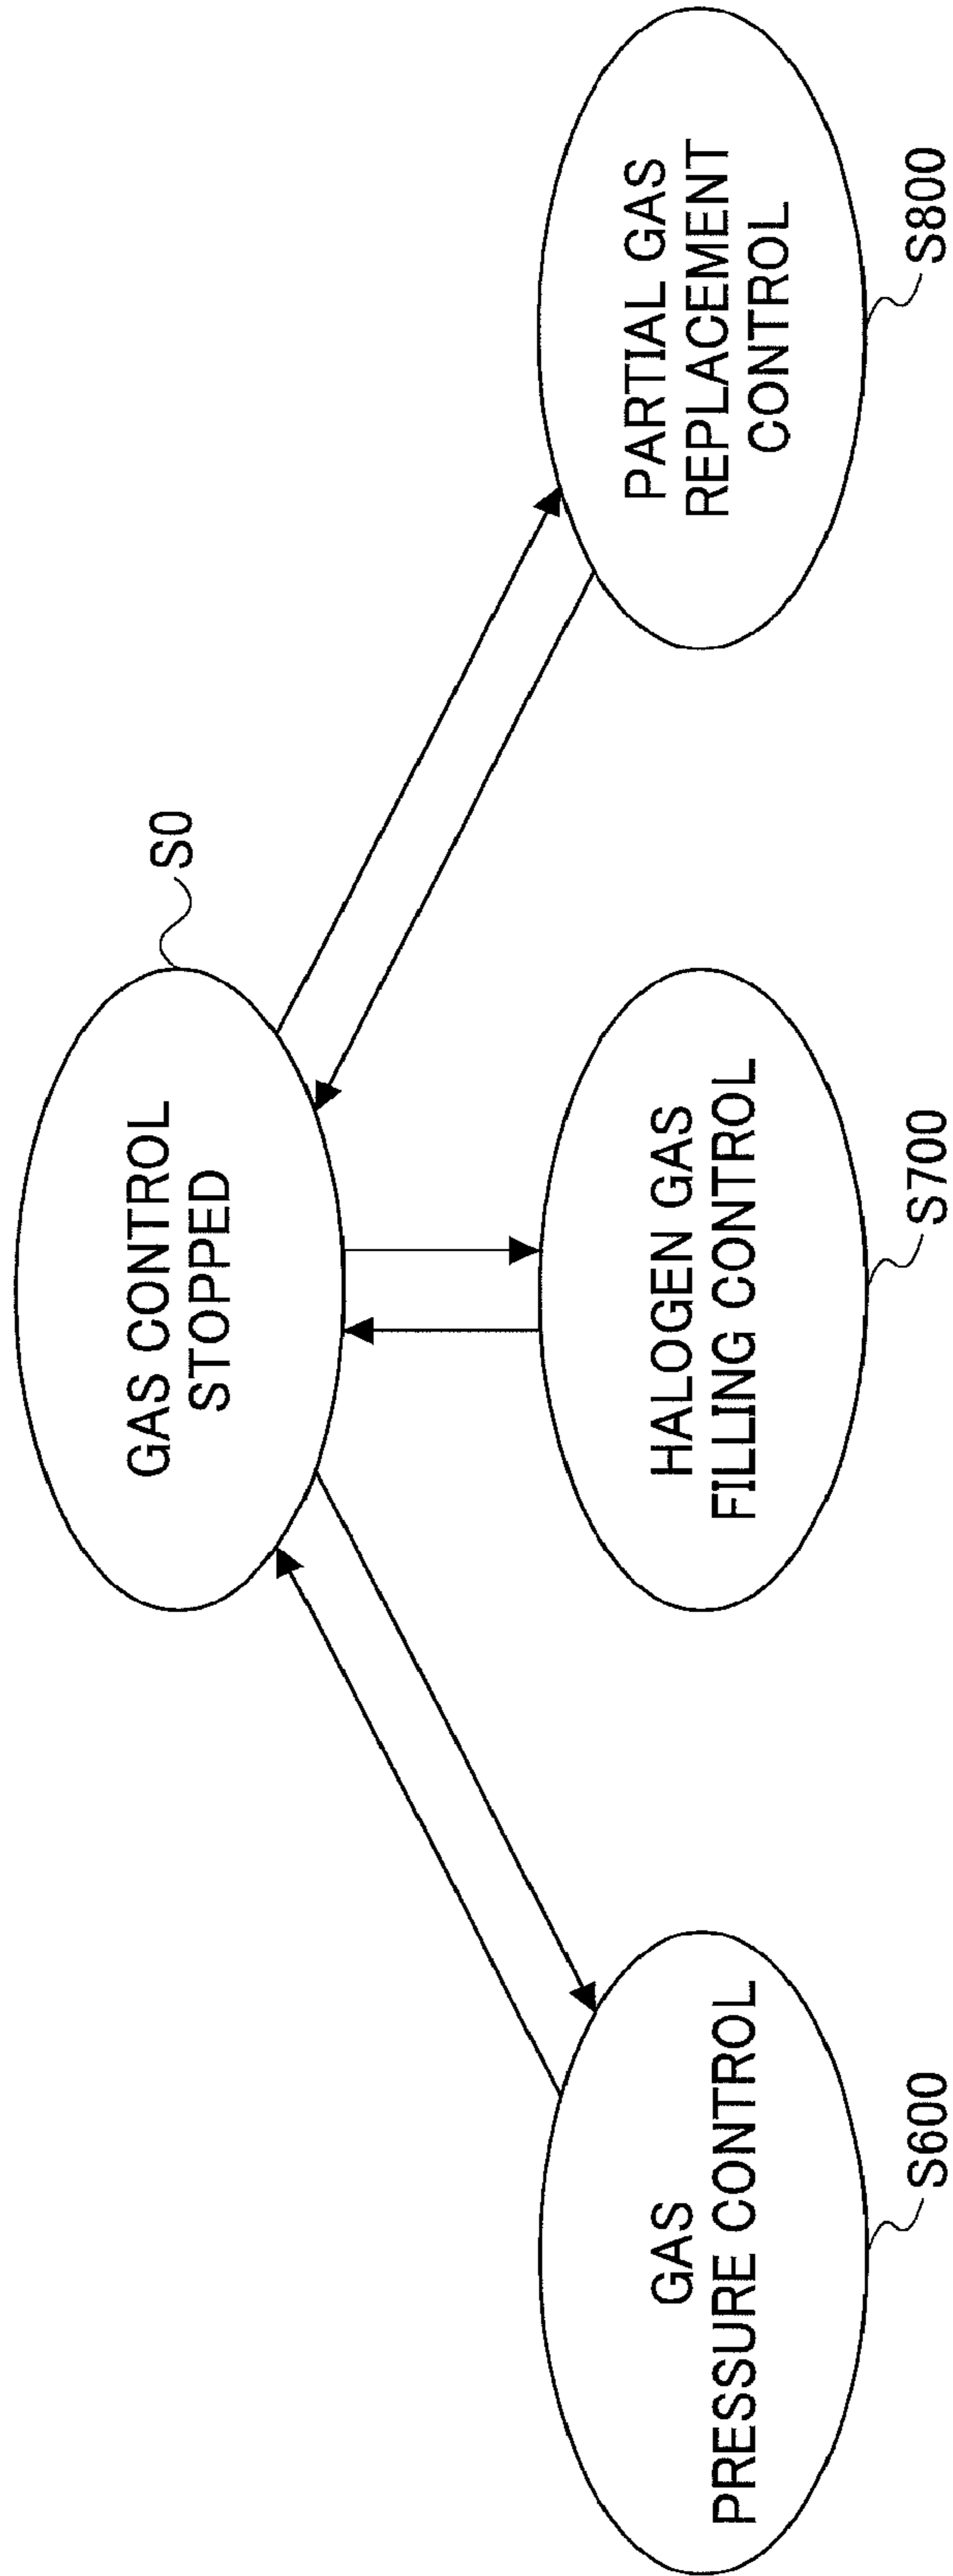 GAS CONTROL
STOPPED
S0
GAS
PRESSURE CONTROL
S600
HALOGEN GAS
FILLING CONTROL
S700
PARTIAL GAS
REPLACEMENT
CONTROL
S800